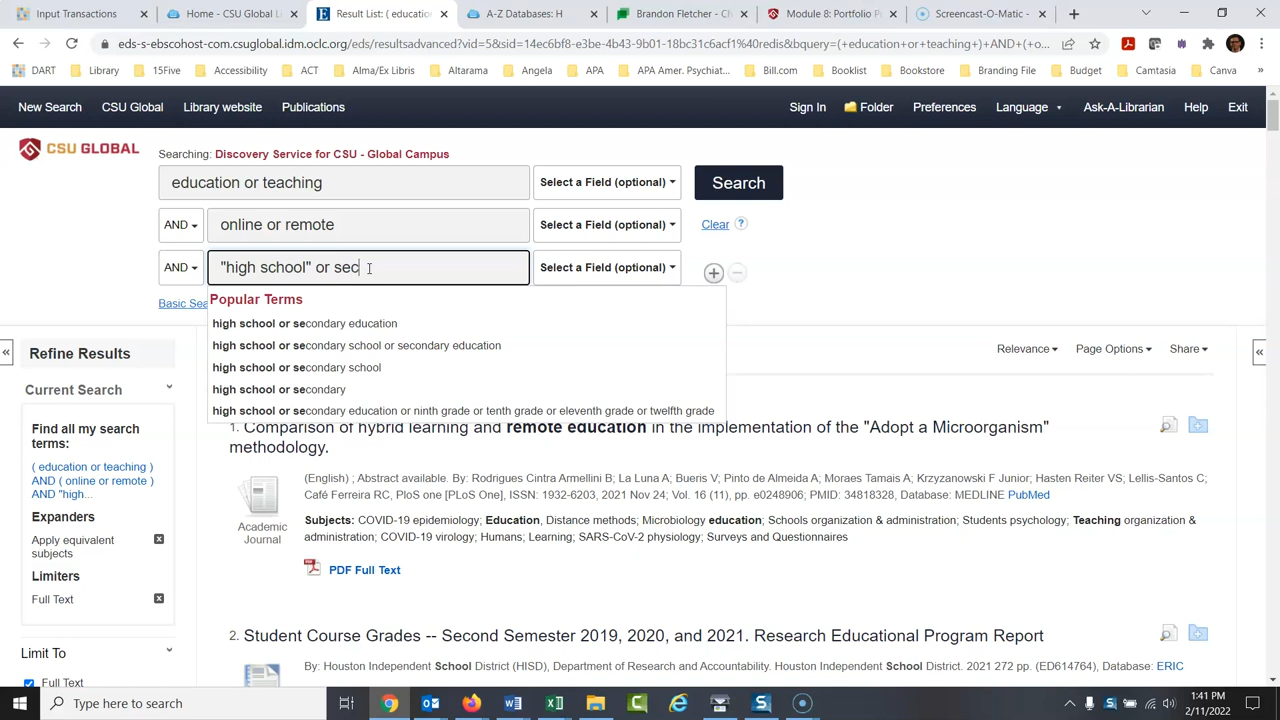 Input Transactions
Home - CSU Global Li
Result List: ( education
A-Z Databases: H
Brandon Fletcher - Ch
Module 8: Portfolio P
Screencast-O-Matic -
eds-s-ebscohost-com.csuglobal.idm.oclc.org/eds/resultsadvanced?vid=5&sid=
DART
Library
15Five
Accessibility
ACT
Alma/Ex Libris
Altarama
Angela
APA
APA Amer. Psychiat...
Bill.com
Booklist
Bookstore
Branding File
Budget
Camtasia
Canva
»
New Search
CSU Global
Library website
Publications
Sign In
Folder
Preferences
Language
Ask-A-Librarian
Help
Exit
CSU GLOBAL
Searching: Discovery Service for CSU - Global Campus
education or teaching
Select a Field (optional)
Search
AND
online or remote
Select a Field (optional)
Clear
?
AND
"high school" or sec
Select a Field (optional)
Basic Sea
Popular Terms
high school or secondary education
high school or secondary school or secondary education
high school or secondary school
high school or secondary
high school or secondary education or ninth grade or tenth grade or eleventh grade or twelfth grade
«
Refine Results
Relevance
Page Options
Share
«
Current Search
Find all my search
terms:
( education or teaching )
AND ( online or remote )
AND "high...
Expanders
Apply equivalent
subjects
Limiters
Full Text
Limit To
Full Text
1. Comparison of hybrid learning and remote education in the implementation of the "Adopt a Microorganism"
methodology.
Academic
Journal
(English) ; Abstract available. By: Rodrigues Cintra Armellini B; La Luna A; Bueris V; Pinto de Almeida A; Moraes Tamais A; Krzyzanowski F Junior; Hasten Reiter VS; Lellis-Santos C;
Café Ferreira RC, PloS one [PLoS One], ISSN: 1932-6203, 2021 Nov 24; Vol. 16 (11), pp. e0248906; PMID: 34818328, Database: MEDLINE PubMed
Subjects: COVID-19 epidemiology; Education, Distance methods; Microbiology education; Schools organization & administration; Students psychology; Teaching organization &
administration; COVID-19 virology; Humans; Learning; SARS-CoV-2 physiology; Surveys and Questionnaires
PDF Full Text
2. Student Course Grades -- Second Semester 2019, 2020, and 2021. Research Educational Program Report
By: Houston Independent School District (HISD), Department of Research and Accountability. Houston Independent School District. 2021 272 pp. (ED614764), Database: ERIC
Type here to search
1:41 PM
2/11/2022